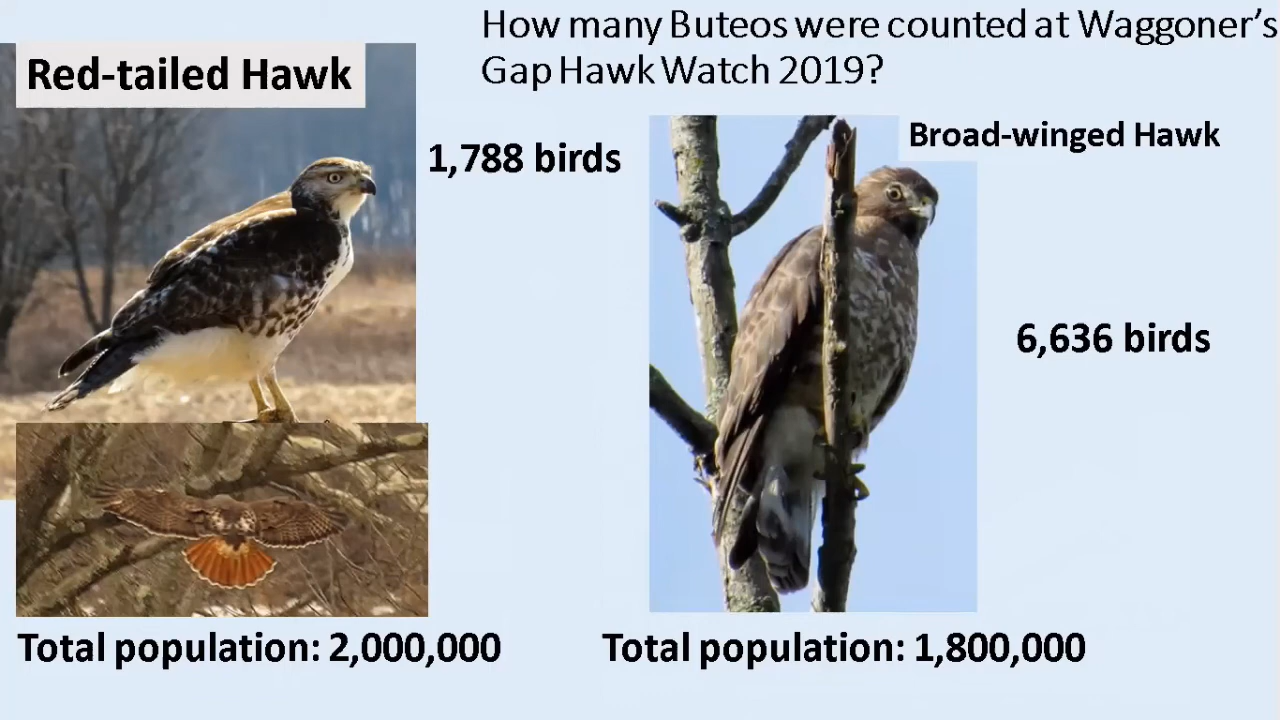 How many Buteos were counted at Waggoner's
Gap Hawk Watch 2019?
Red-tailed Hawk
1,788 birds
Broad-winged Hawk
6,636 birds
Total population: 2,000,000
Total population: 1,800,000